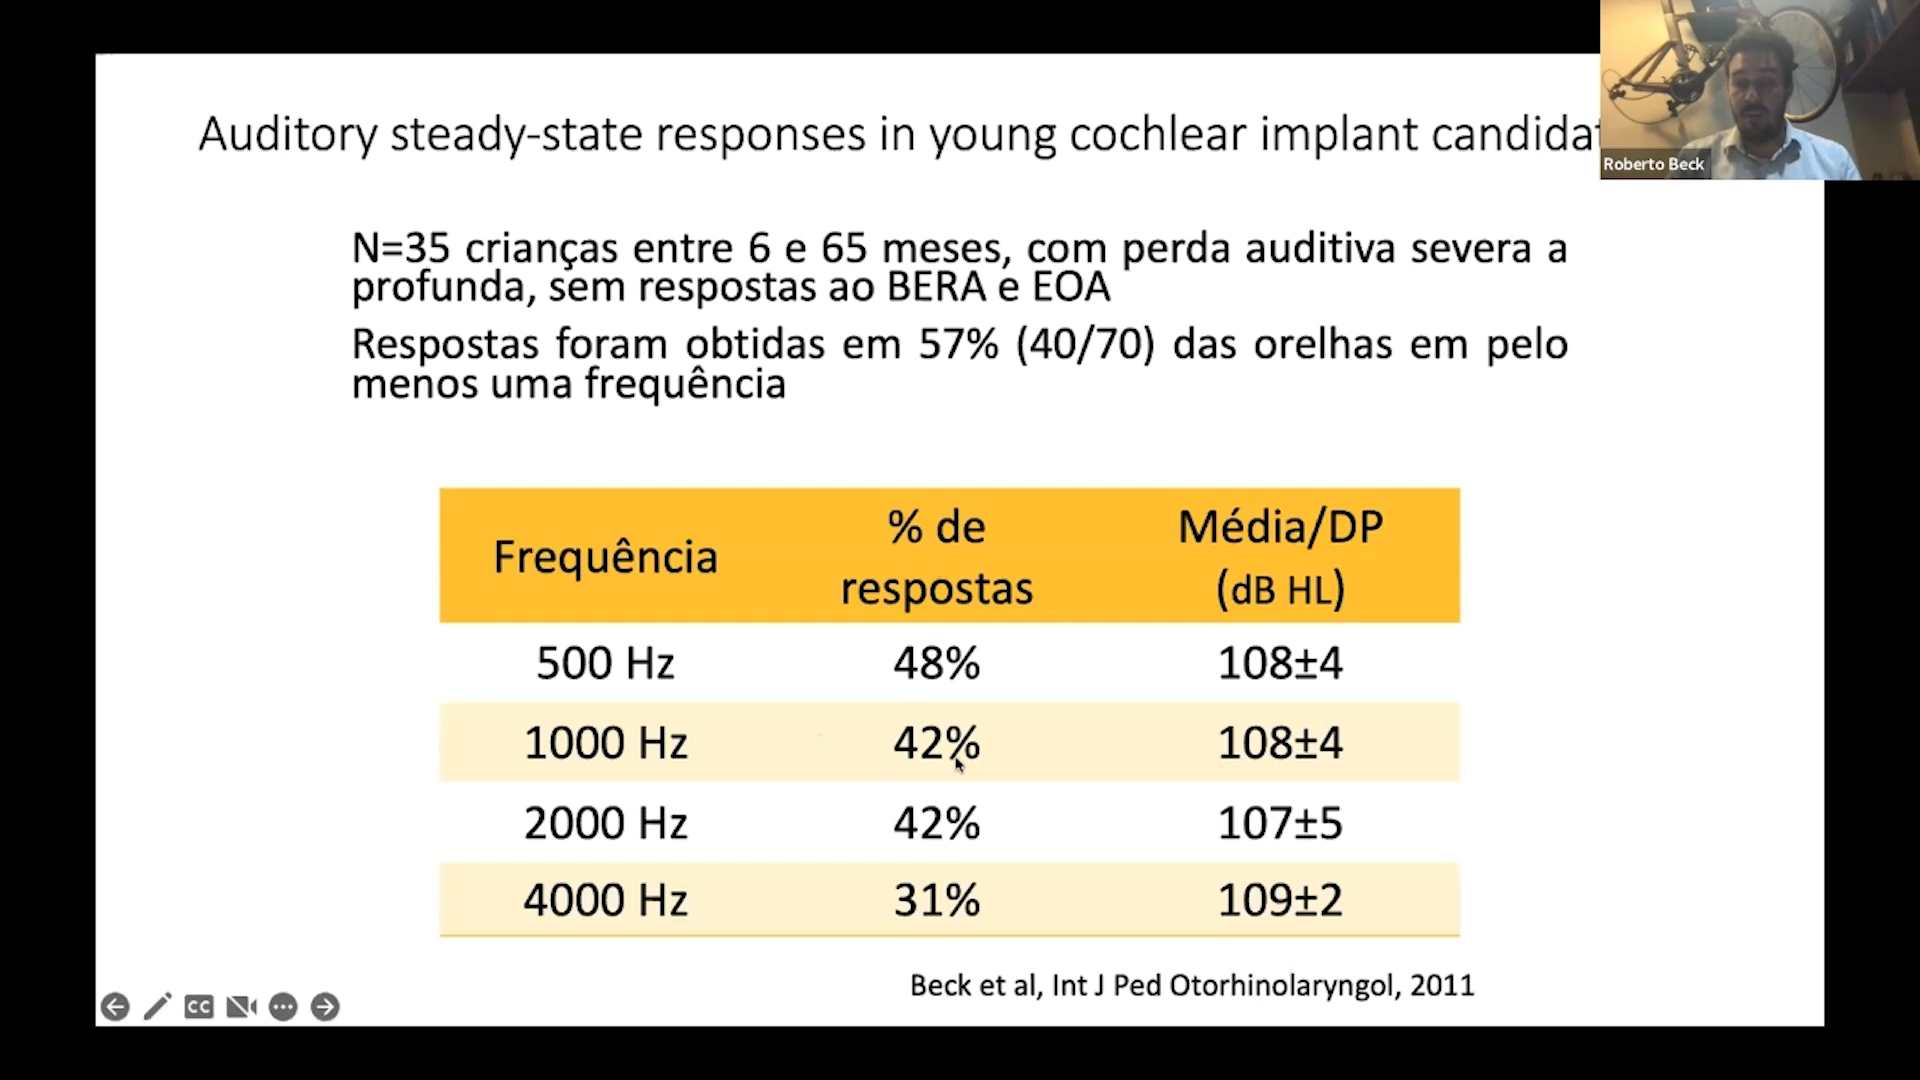 Auditory steady-state responses in young cochlear implant candidat
Roberto Beck
N=35 crianças entre 6 e 65 meses, com perda auditiva severa a
profunda, sem respostas ao BERA e EOA
Respostas foram obtidas em 57% (40/70) das orelhas em pelo
menos uma frequência
Frequência
% de
respostas
Média/DP
(dB HL)
500 Hz 48% 108±4
1000 Hz 42% 108±4
2000 Hz 42% 107±5
4000 Hz 31% 109±2
Beck et al, Int J Ped Otorhinolaryngol, 2011
CC